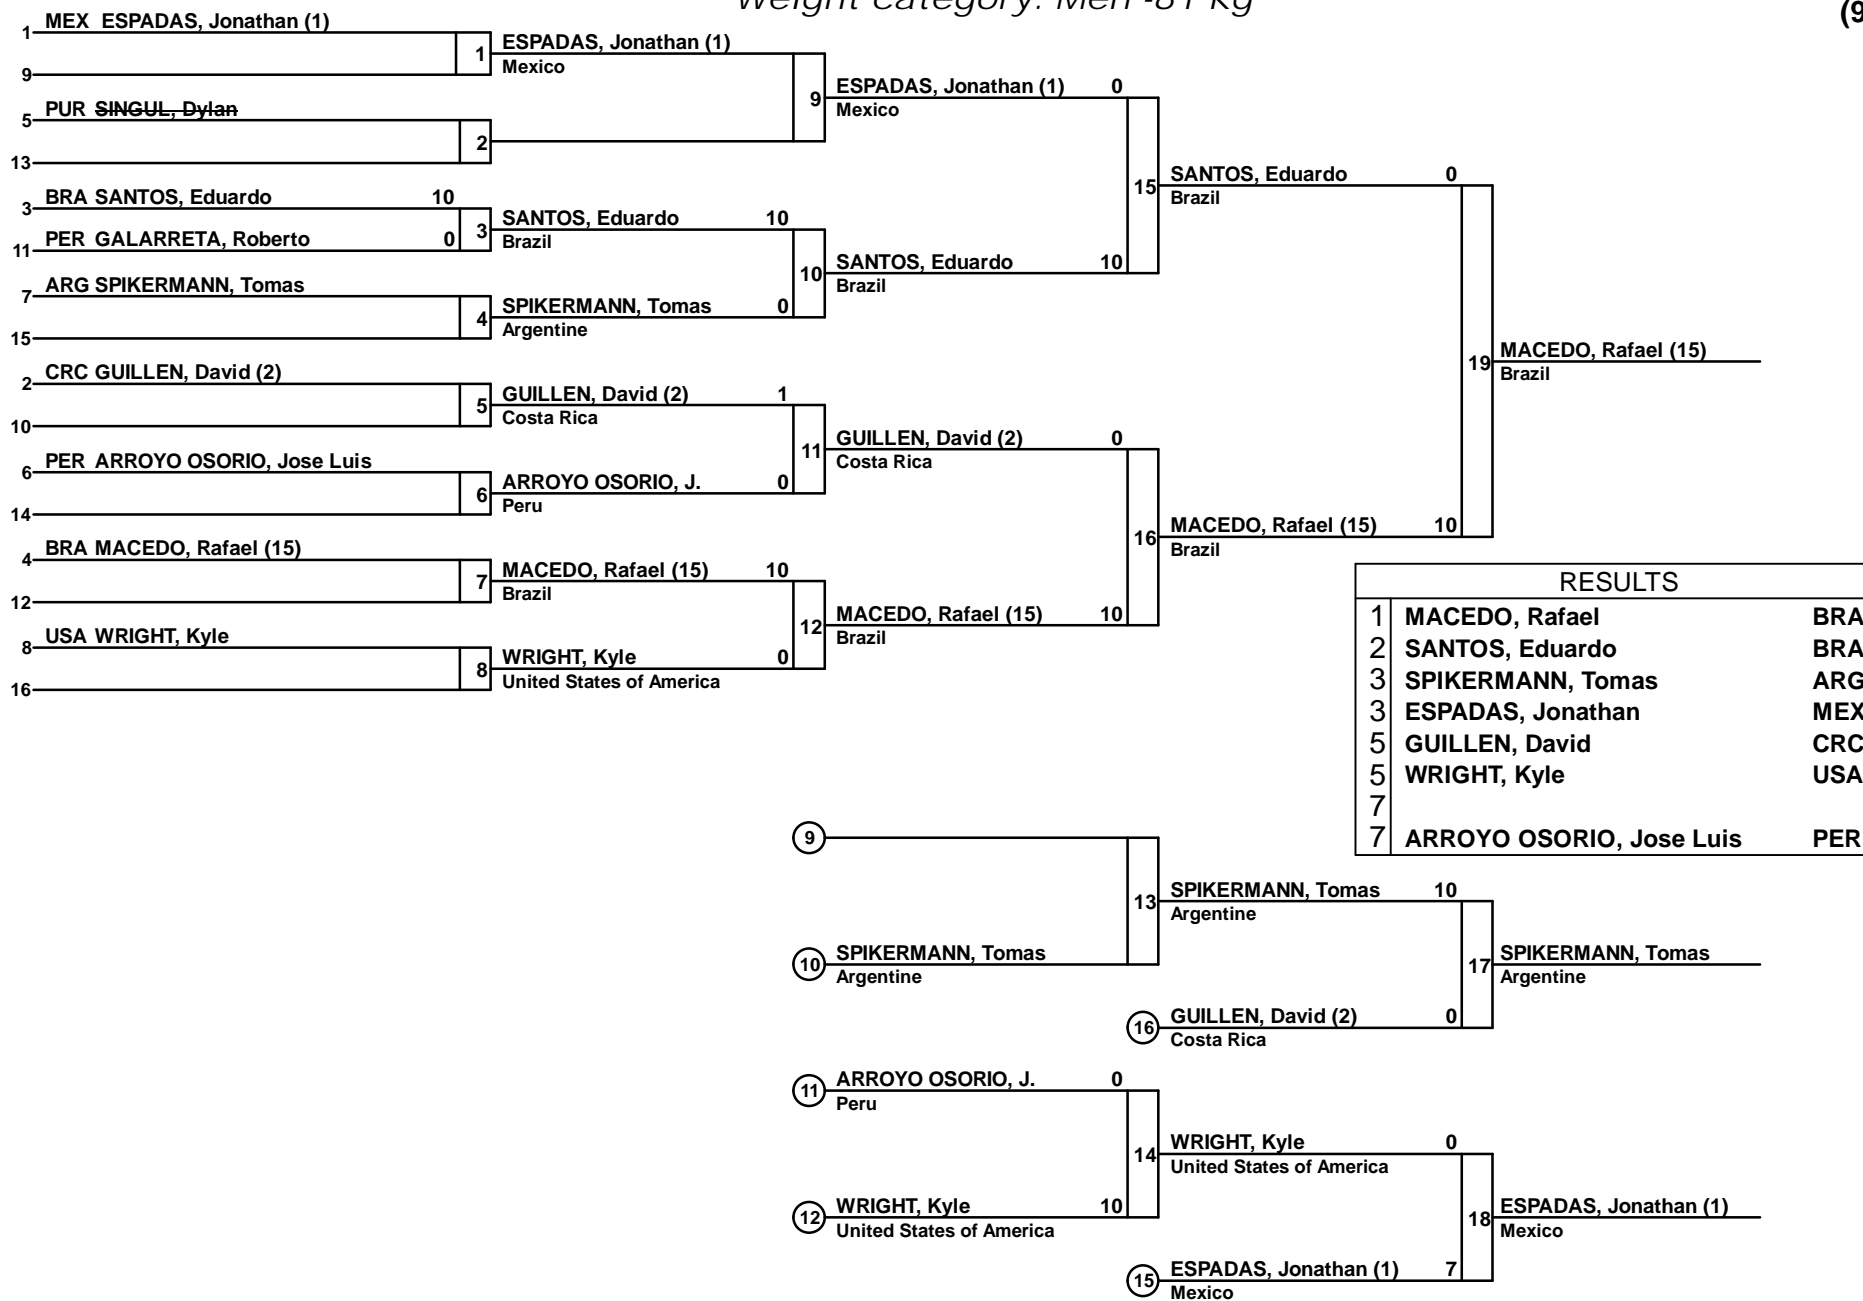 Weight category: Men -81 Kg
(9
1 MEX ESPADAS, Jonathan (1)
9
1
5 PUR SINGUL, Dylan
13
2
3 BRA SANTOS, Eduardo 10
11 PER GALARRETA, Roberto 0
3
7 ARG SPIKERMANN, Tomas
15
4
2 CRC GUILLEN, David (2)
10
5
6 PER ARROYO OSORIO, Jose Luis
14
6
4 BRA MACEDO, Rafael (15)
12
7
8 USA WRIGHT, Kyle
16
8
ESPADAS, Jonathan (1)
Mexico
9
SANTOS, Eduardo 10
Brazil
10
SPIKERMANN, Tomas 0
Argentine
GUILLEN, David (2) 1
Costa Rica
11
ARROYO OSORIO, J. 0
Peru
MACEDO, Rafael (15) 10
Brazil
12
WRIGHT, Kyle 0
United States of America
ESPADAS, Jonathan (1) 0
Mexico
15
SANTOS, Eduardo 10
Brazil
GUILLEN, David (2) 0
Costa Rica
16
MACEDO, Rafael (15) 10
Brazil
SANTOS, Eduardo 0
Brazil
19
MACEDO, Rafael (15) 10
Brazil
MACEDO, Rafael (15)
Brazil
RESULTS
1 MACEDO, Rafael BRA
2 SANTOS, Eduardo BRA
3 SPIKERMANN, Tomas ARG
3 ESPADAS, Jonathan MEX
5 GUILLEN, David CRC
5 WRIGHT, Kyle USA
7
7 ARROYO OSORIO, Jose Luis PER
9
13
10 SPIKERMANN, Tomas
Argentine
SPIKERMANN, Tomas 10
Argentine
17
16 GUILLEN, David (2) 0
Costa Rica
SPIKERMANN, Tomas
Argentine
11 ARROYO OSORIO, J. 0
Peru
14
12 WRIGHT, Kyle 10
United States of America
WRIGHT, Kyle 0
United States of America
18
15 ESPADAS, Jonathan (1) 7
Mexico
ESPADAS, Jonathan (1)
Mexico